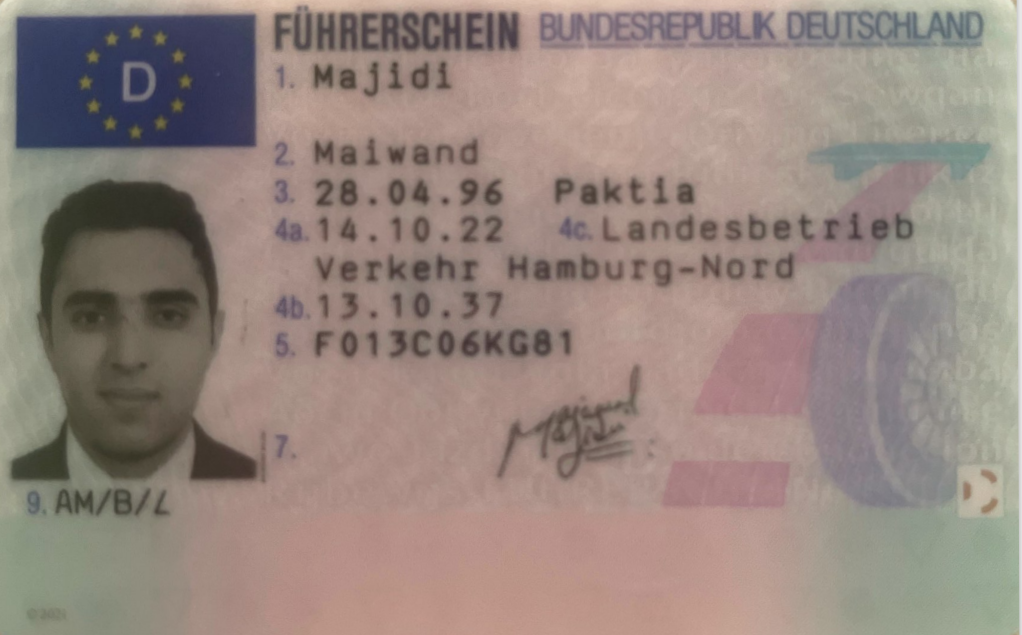 D
FÜHRERSCHEIN BUNDESREPUBLIK DEUTSCHLAND
1. Majidi
2. Maiwand
3. 28.04.96 Paktia
4a. 14.10.22 4c. Landesbetrieb
Verkehr Hamburg-Nord
4b. 13.10.37
5. F013C06KG81
7.
9. AM/B/L